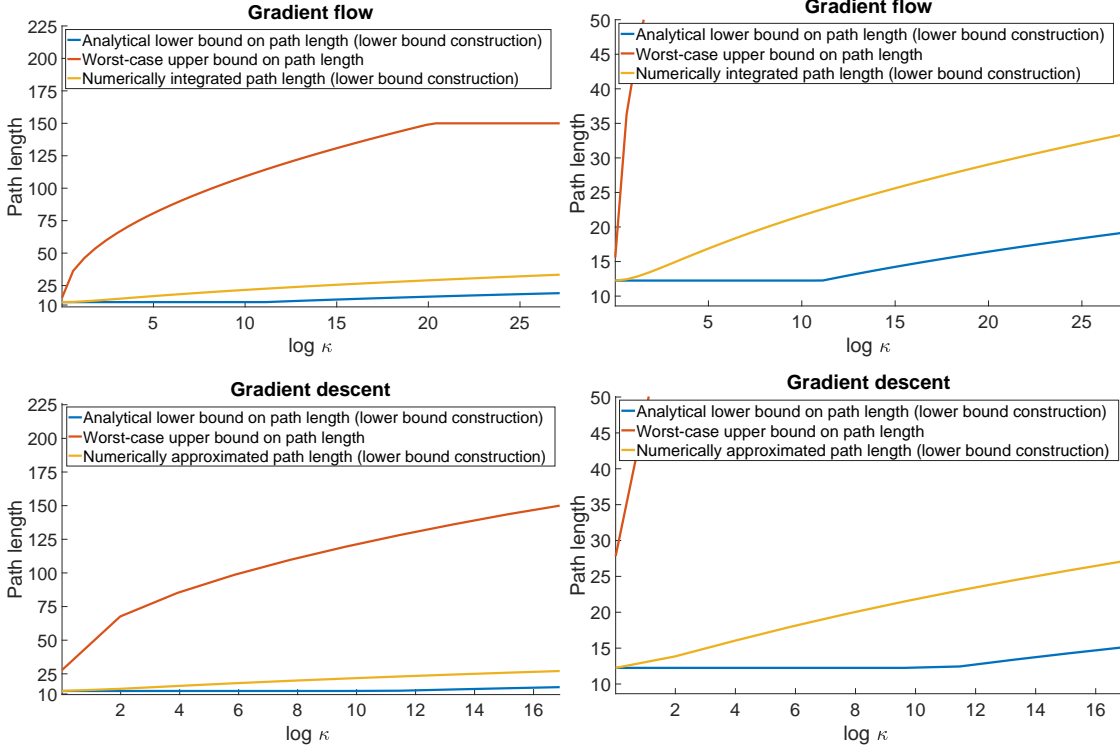 Gradient flow
225
200
175
150
125
100
75
50
25
10
Path length
Analytical lower bound on path length (lower bound construction)
Worst-case upper bound on path length
Numerically integrated path length (lower bound construction)
5
10
15
20
25
log κ
Gradient flow
50
45
40
35
30
25
20
15
10
Path length
Analytical lower bound on path length (lower bound construction)
Worst-case upper bound on path length
Numerically integrated path length (lower bound construction)
5
10
15
20
25
log κ
Gradient descent
225
200
175
150
125
100
75
50
25
10
Path length
Analytical lower bound on path length (lower bound construction)
Worst-case upper bound on path length
Numerically approximated path length (lower bound construction)
2
4
6
8
10
12
14
16
log κ
Gradient descent
50
45
40
35
30
25
20
15
10
Path length
Analytical lower bound on path length (lower bound construction)
Worst-case upper bound on path length
Numerically approximated path length (lower bound construction)
2
4
6
8
10
12
14
16
log κ